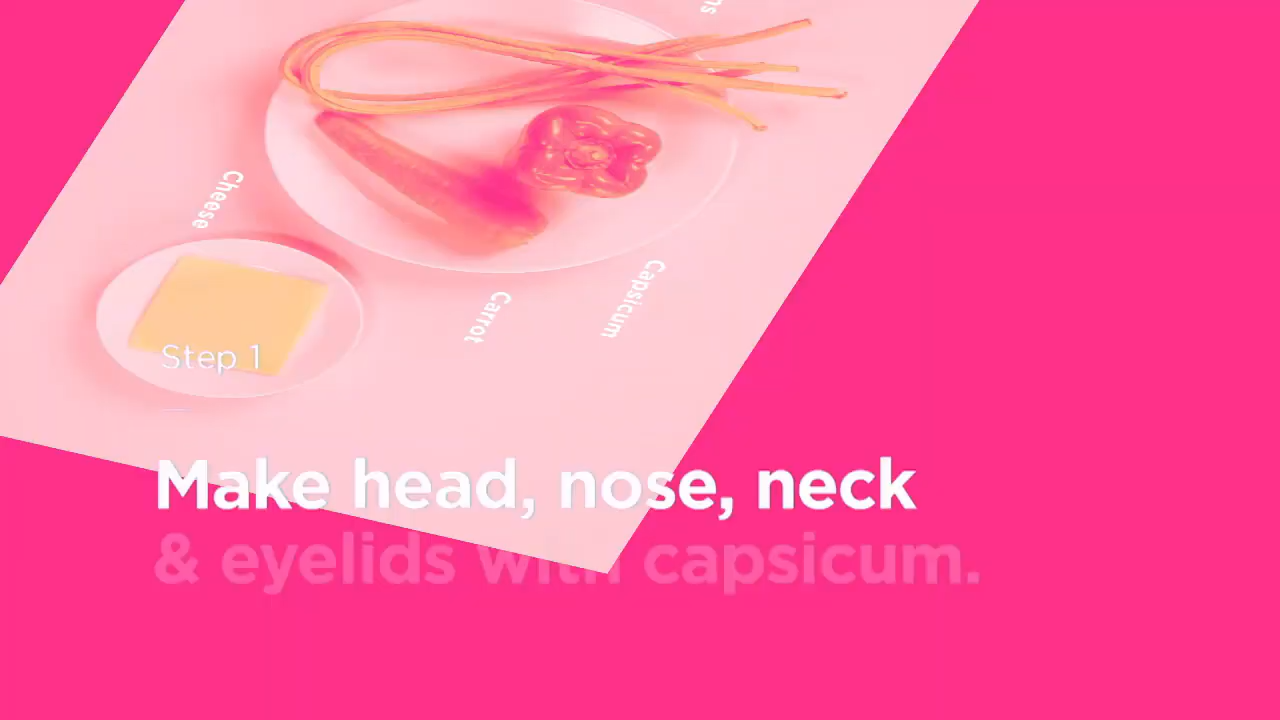 Cheese
Carrot
Capsicum
Step 1
Make head, nose, neck
& eyelids with capsicum.